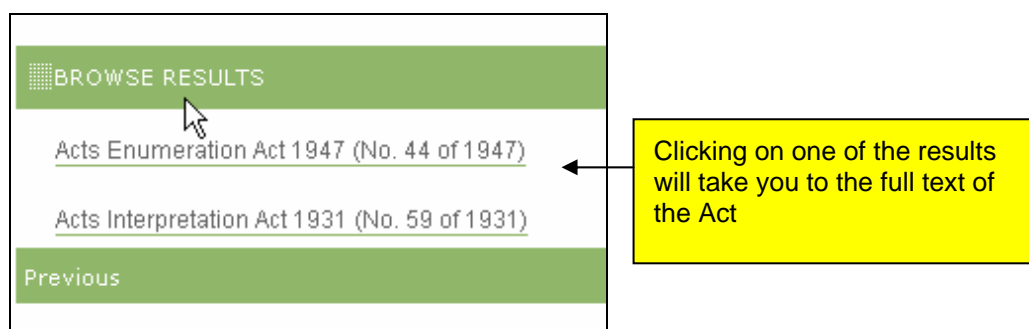 BROWSE RESULTS
Acts Enumeration Act 1947 (No. 44 of 1947)
Acts Interpretation Act 1931 (No. 59 of 1931)
Previous
Clicking on one of the results
will take you to the full text of
the Act